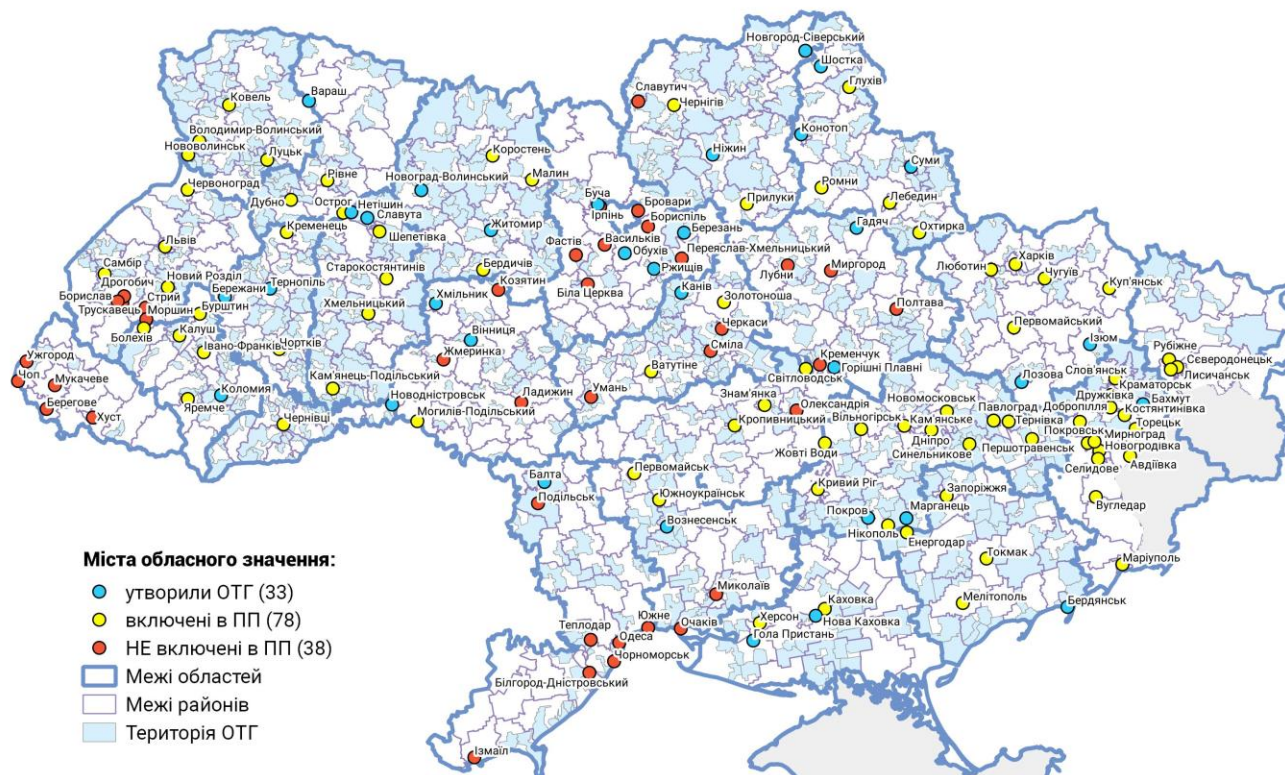 Новгород-Сіверський
Шостка
Глухів
Славутич
Чернігів
Ковель
Вараш
Конотоп
Володимир-Волинський
Нововолинськ
Луцьк
Коростень
Малин
Ніжин
Суми
Рівне
Новоград-Волинський
Червоноград
Ромни
Лебедин
Прилуки
Дубно
Острог
Нетішин
Славута
Буча
Ірпінь
Бровари
Бориспіль
Березань
Гадяч
Охтирка
Кременець
Шепетівка
Житомир
Васильків
Фастів
Обухів
Переяслав-Хмельницький
Львів
Ржищів
Лубни
Миргород
Люботин
Харків
Чугуїв
Самбір
Старокостянтинів
Бердичів
Дрогобич
Новий Розділ
Бережани
Тернопіль
Біла Церква
Канів
Куп'янськ
Борислав
Стрий
Трускавець
Моршин
Бурштин
Хмельницький
Хмільник
Козятин
Золотоноша
Полтава
Вінниця
Черкаси
Первомайський
Болехів
Калуш
Івано-Франківс
Чортків
Жмеринка
Сміла
Ізюм
Рубіжне
Ужгород
Чоп
Мукачеве
Кам'янець-Подільський
Ватутіне
Кременчук
Горішні Плавні
Світловодськ
Слов'янськ
Сєвєродонецьк
Лисичанськ
Лозова
Краматорськ
Берегове
Коломия
Новодністровськ
Ладижин
Умань
Знам'янка
Новомосковськ
Дружківка
Бахмут
Хуст
Яремче
Чернівці
Могилів-Подільський
Олександрія
Кропивницький
Вільногірськ
Кам'янське
Павлоград
Добропілля
Костянтинівка
Тернівка
Торецьк
Дніпро
Синельникове
Покровськ
Мирноград
Жовті Води
Першотравенськ
Новогродівка
Селидове
Авдіївка
Балта
Первомайськ
Подільськ
Южноукраїнськ
Кривий Ріг
Запоріжжя
Вугледар
Вознесенськ
Покров
Марганець
Нікополь
Енергодар
Токмак
Маріуполь
Миколаїв
Каховка
Мелітополь
Бердянськ
Херсон
Нова Каховка
Гола Пристань
Южне
Очаків
Теплодар
Одеса
Чорноморськ
Білгород-Дністровський
Ізмаїл
Міста обласного значення:
утворили ОТГ (33)
включені в ПП (78)
НЕ включені в ПП (38)
Межі областей
Межі районів
Територія ОТГ